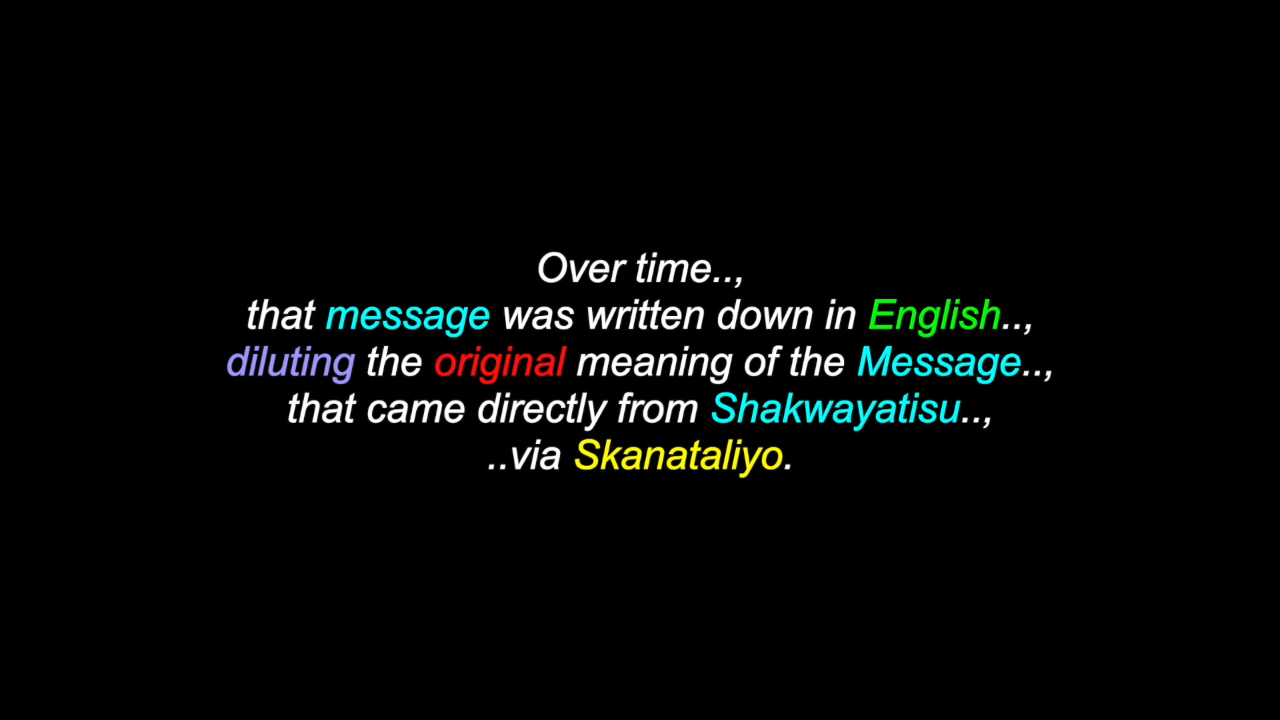 Over time..,
that message was written down in English..,
diluting the original meaning of the Message..,
that came directly from Shakwayatisu..,
..via Skanataliyo.